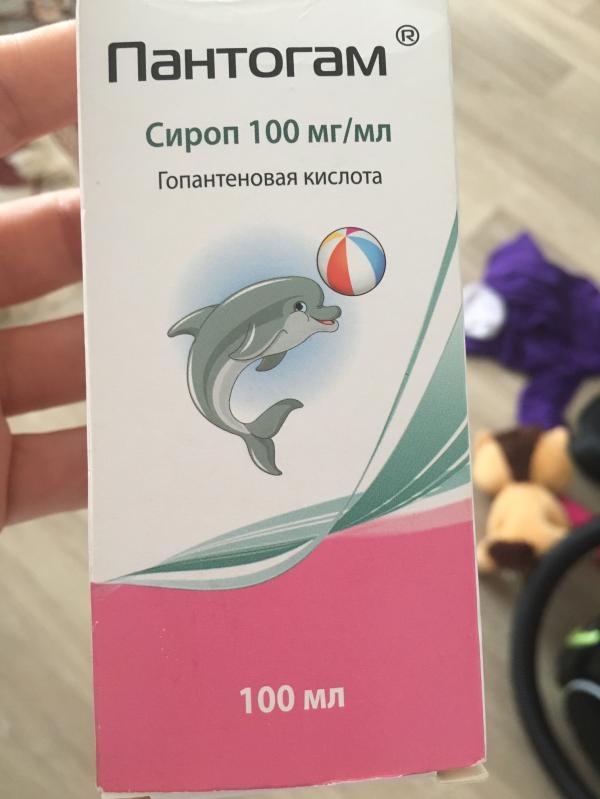 Пантогам®
Сироп 100 мг/мл
Гопантеновая кислота
100 мл